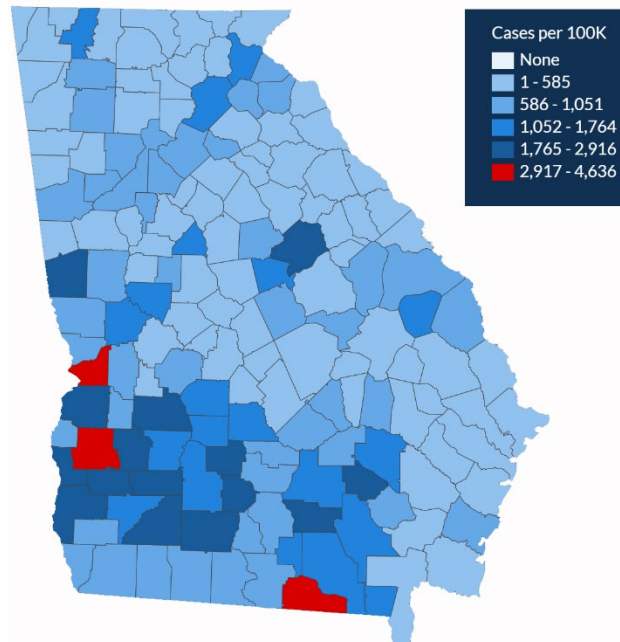 Cases per 100K
None
1 - 585
586 - 1,051
1,052 - 1,764
1,765 - 2,916
2,917 - 4,636